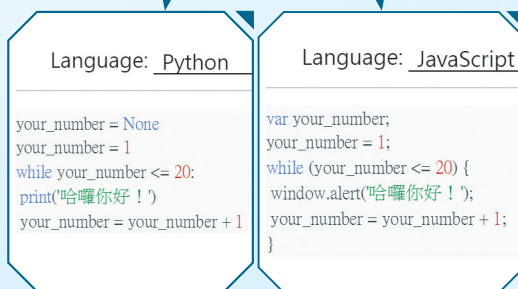 Language: Python
your_number = None
your_number = 1
while your_number <= 20:
print('哈囉你好！')
your_number = your_number + 1
Language: JavaScript
var your_number;
your_number = 1;
while (your_number <= 20) {
window.alert('哈囉你好！');
your_number = your_number + 1;
}